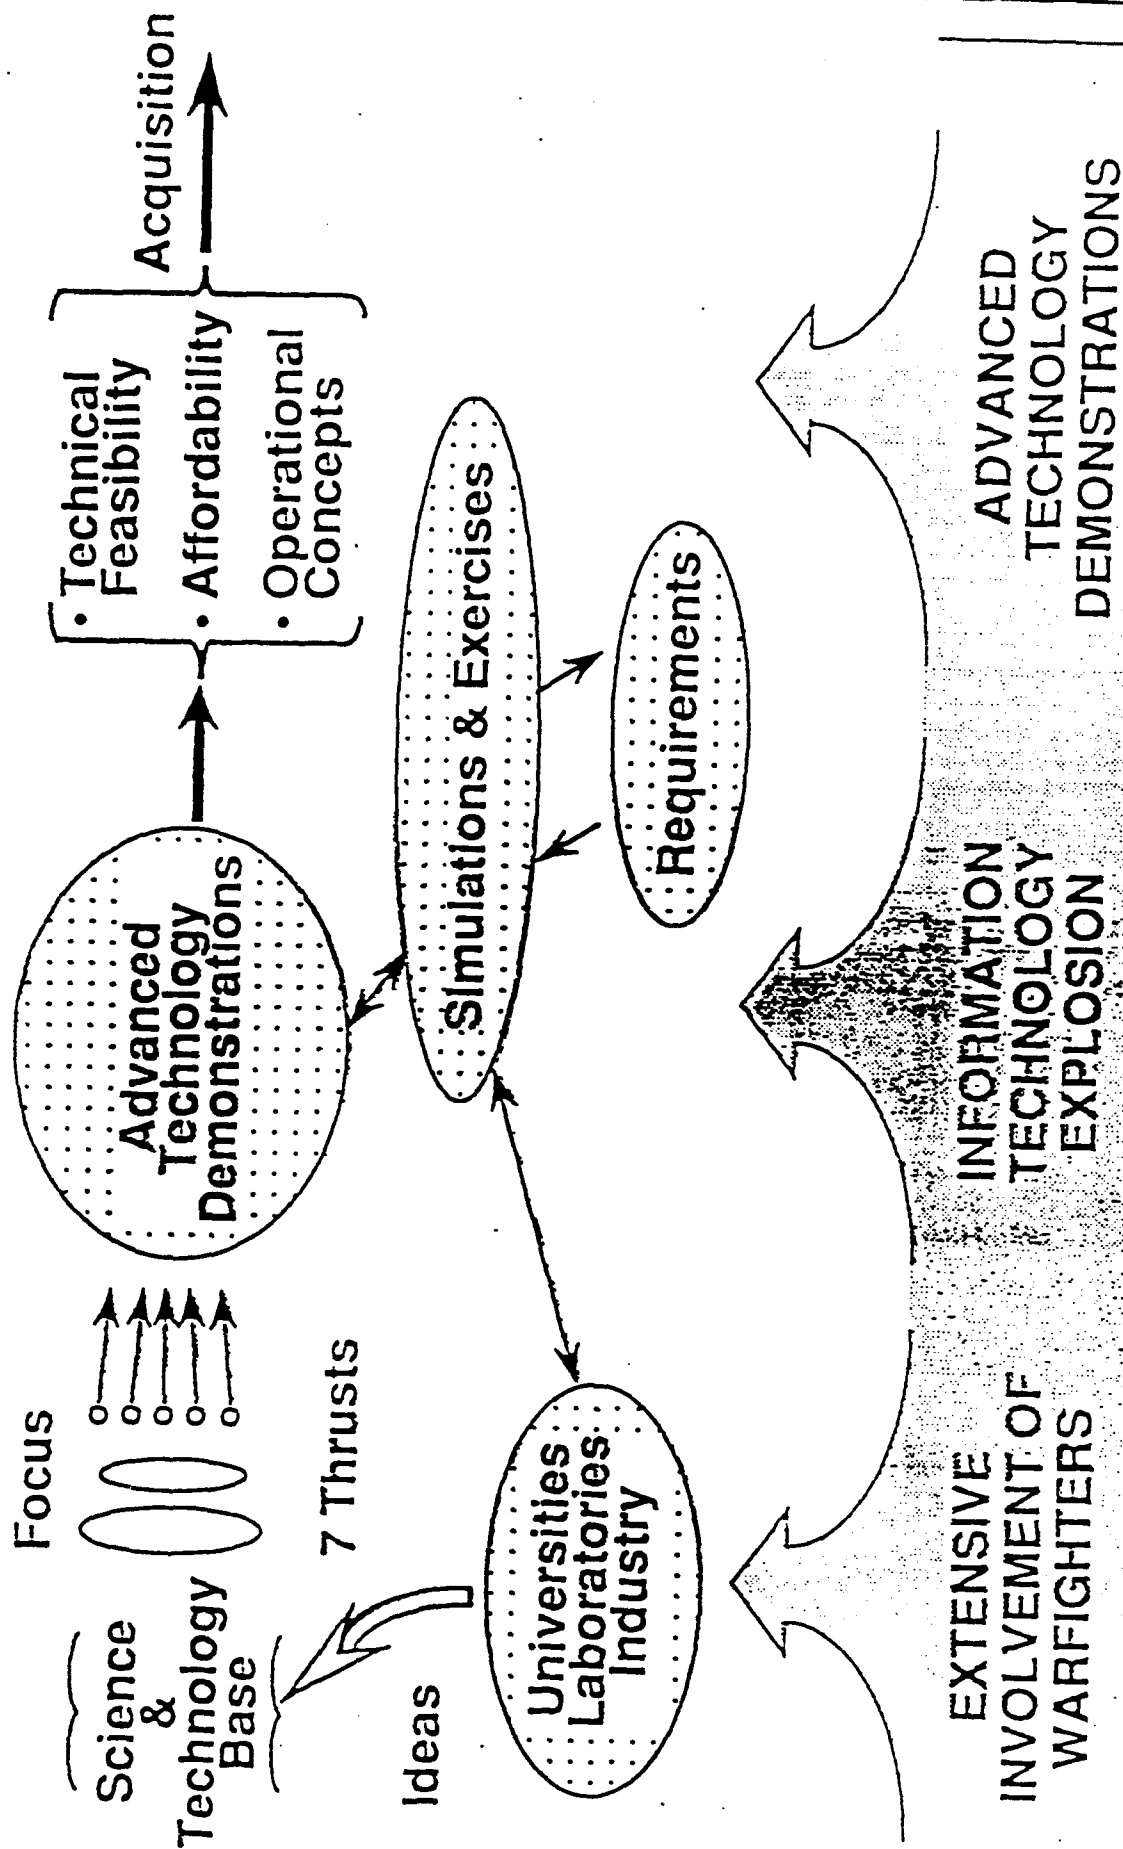 Focus
Science
&
Technology
Base
7 Thrusts
Ideas
Advanced
Technology
Demonstrations
• Technical
Feasibility
• Affordability
• Operational
Concepts
Acquisition
Universities
Laboratories
Industry
Simulations & Exercises
Requirements
EXTENSIVE
INVOLVEMENT OF
WARFIGHTERS
INFORMATION
TECHNOLOGY
EXPLOSION
ADVANCED
TECHNOLOGY
DEMONSTRATIONS